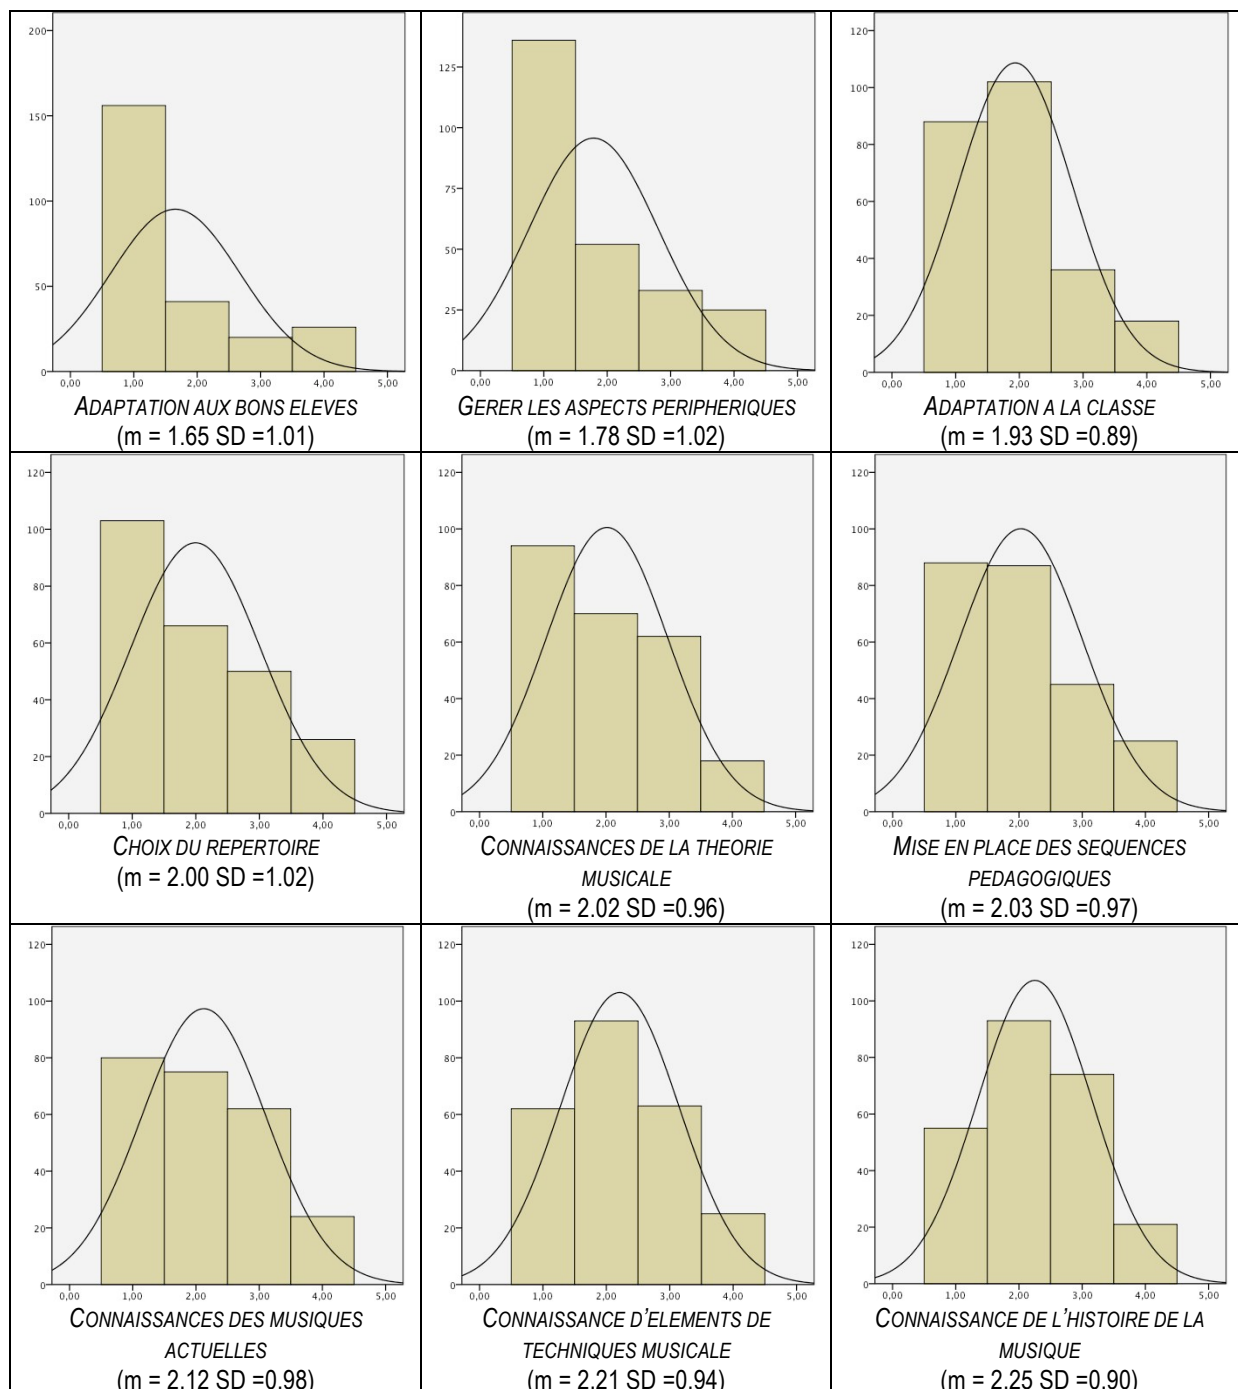 200
150
100
50
0
0,00 1,00 2,00 3,00 4,00 5,00
ADAPTATION AUX BONS ELEVES
(m = 1.65 SD =1.01)
125
100
75
50
25
0
0,00 1,00 2,00 3,00 4,00 5,00
GERER LES ASPECTS PERIPHERIQUES
(m = 1.78 SD =1.02)
120
100
80
60
40
20
0
0,00 1,00 2,00 3,00 4,00 5,00
ADAPTATION A LA CLASSE
(m = 1.93 SD =0.89)
120
100
80
60
40
20
0
0,00 1,00 2,00 3,00 4,00 5,00
CHOIX DU REPERTOIRE
(m = 2.00 SD =1.02)
120
100
80
60
40
20
0
0,00 1,00 2,00 3,00 4,00 5,00
CONNAISSANCES DE LA THEORIE
MUSICALE
(m = 2.02 SD =0.96)
120
100
80
60
40
20
0
0,00 1,00 2,00 3,00 4,00 5,00
MISE EN PLACE DES SEQUENCES
PEDAGOGIQUES
(m = 2.03 SD =0.97)
120
100
80
60
40
20
0
0,00 1,00 2,00 3,00 4,00 5,00
CONNAISSANCES DES MUSIQUES
ACTUELLES
(m = 2.12 SD =0.98)
120
100
80
60
40
20
0
0,00 1,00 2,00 3,00 4,00 5,00
CONNAISSANCE D'ELEMENTS DE
TECHNIQUES MUSICALE
(m = 2.21 SD =0.94)
120
100
80
60
40
20
0
0,00 1,00 2,00 3,00 4,00 5,00
CONNAISSANCE DE L'HISTOIRE DE LA
MUSIQUE
(m = 2.25 SD =0.90)